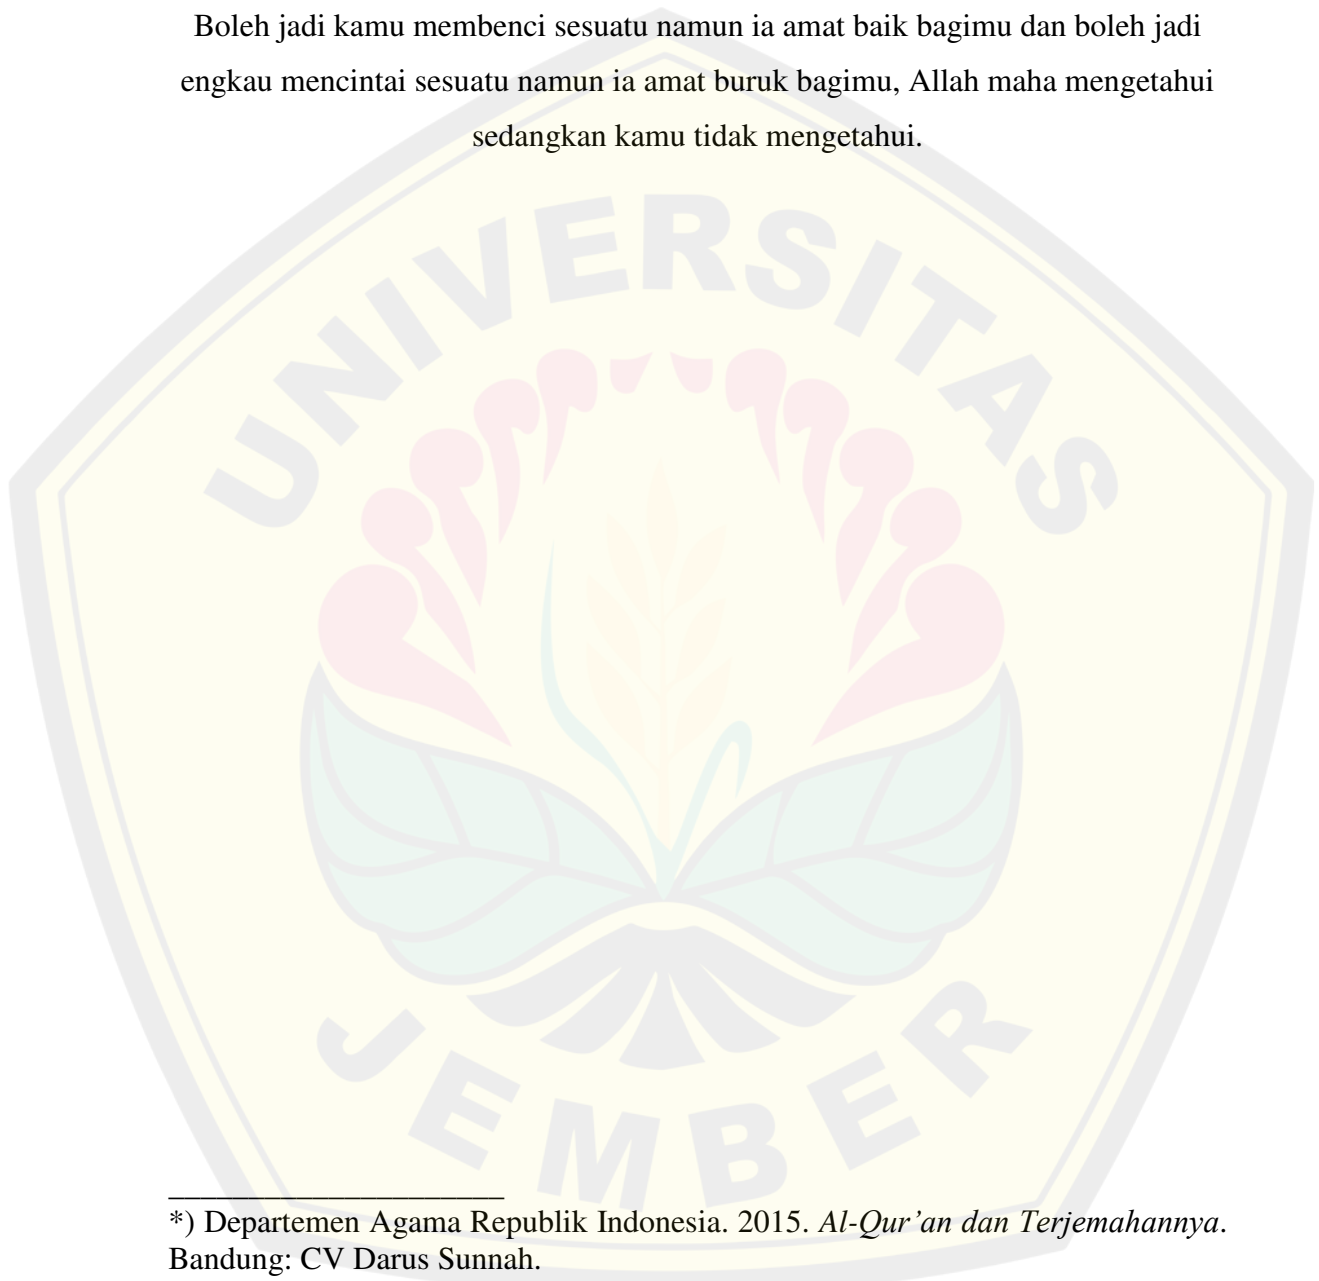 Boleh jadi kamu membenci sesuatu namun ia amat baik bagimu dan boleh jadi
engkau mencintai sesuatu namun ia amat buruk bagimu, Allah maha mengetahui
sedangkan kamu tidak mengetahui.
UNIVERSITAS
JEMBER
*) Departemen Agama Republik Indonesia. 2015. Al-Qur’an dan Terjemahannya.
Bandung: CV Darus Sunnah.